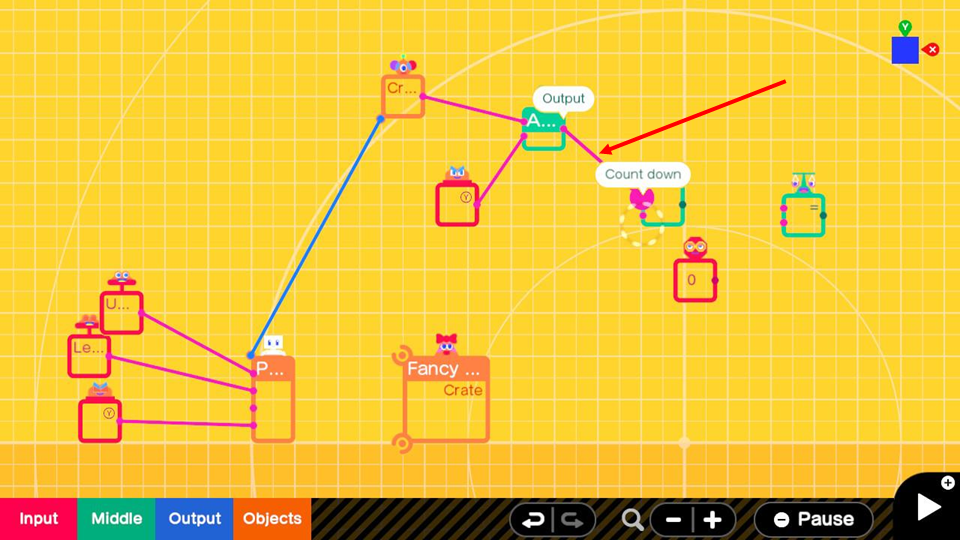 Y
X
Cr...
Output
A...
Count down
Y
=
0
U...
Le...
P...
Fancy ...
Crate
Y
Input
Middle
Output
Objects
Pause